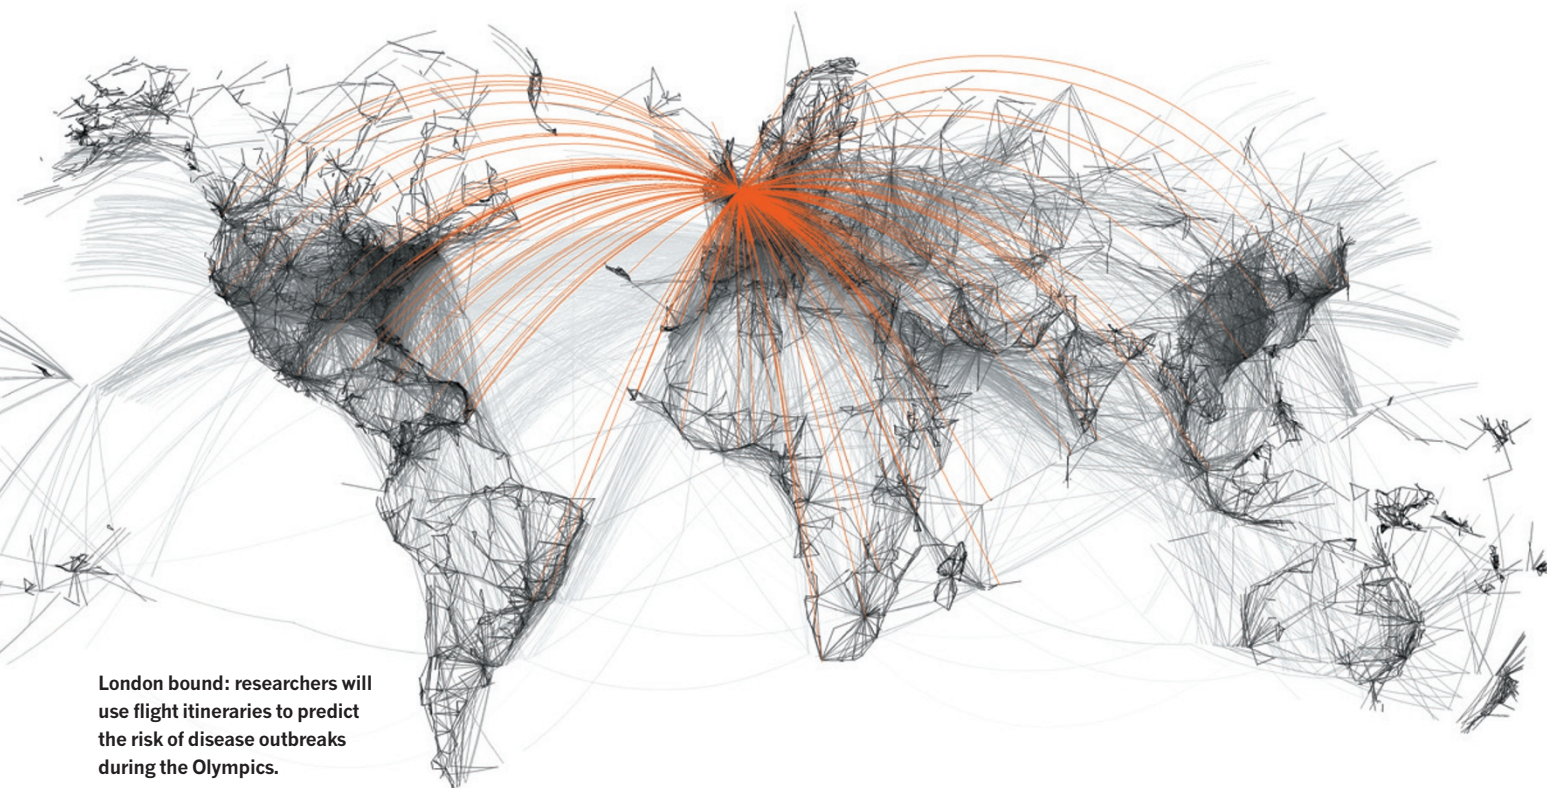 London bound: researchers will
use flight itineraries to predict
the risk of disease outbreaks
during the Olympics.